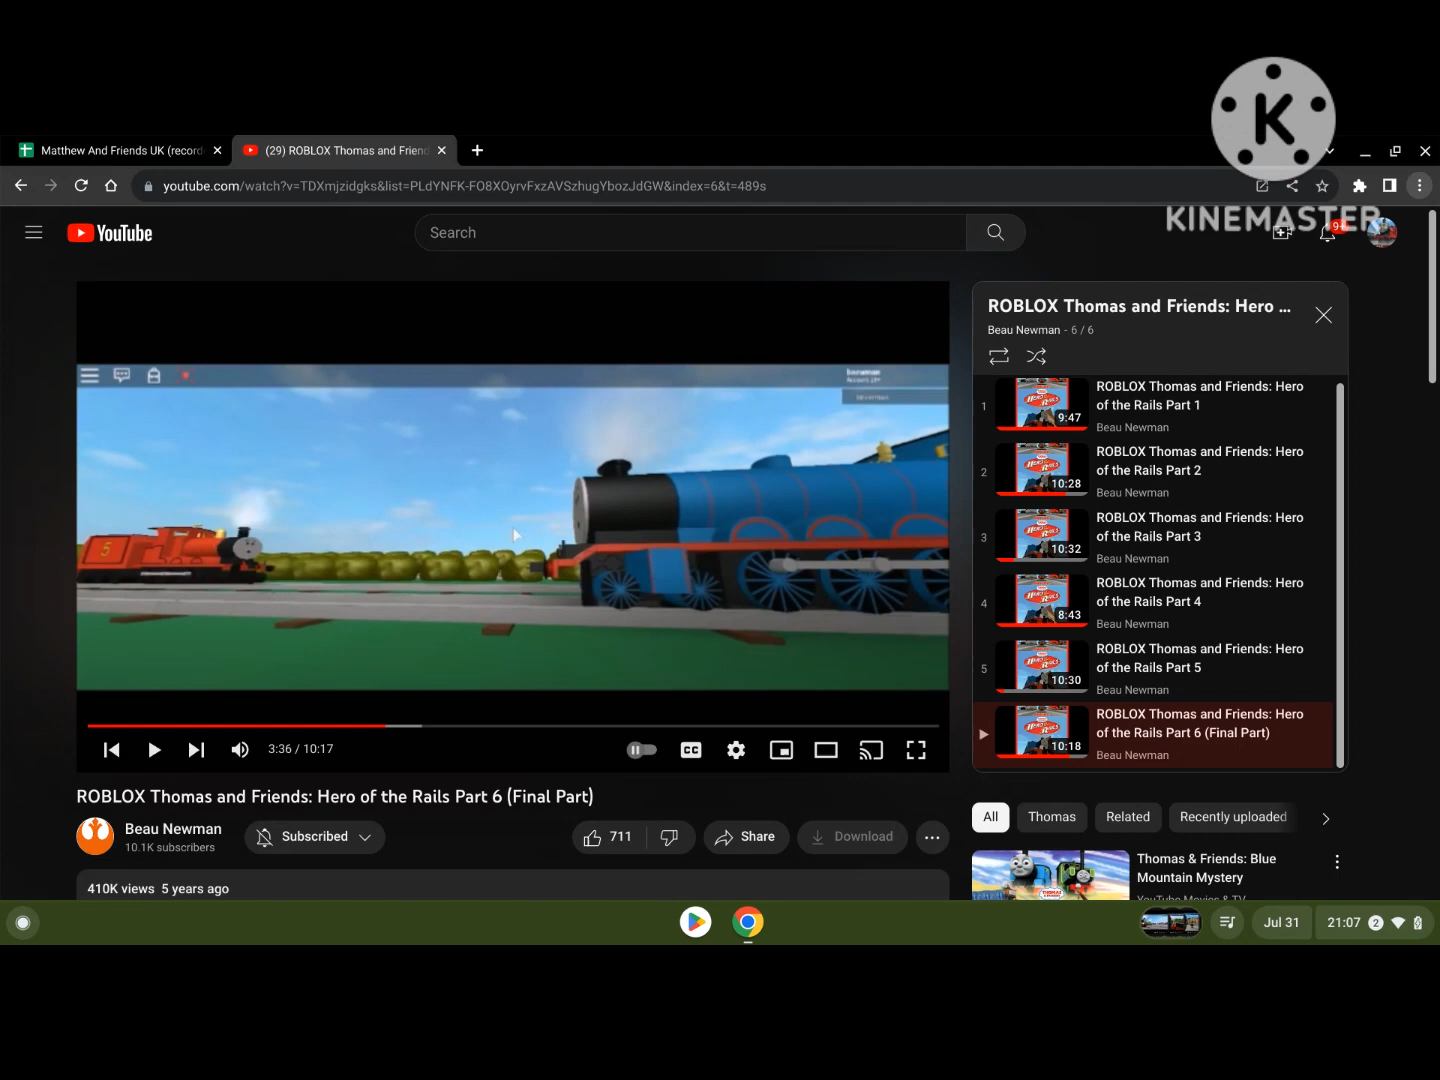 K
KINEMASTER
Matthew And Friends UK (record
(29) ROBLOX Thomas and Friend
youtube.com/watch?v=TDXmjzidgks&list=PLdYNFK-FO8XOyrvFxzAVSzhugYbozJdGW&index=6&t=489s
YouTube
Search
9+
5
ROBLOX Thomas and Friends: Hero ...
Beau Newman - 6 / 6
1
ROBLOX Thomas and Friends: Hero
of the Rails Part 1
9:47
Beau Newman
2
ROBLOX Thomas and Friends: Hero
of the Rails Part 2
10:28
Beau Newman
3
ROBLOX Thomas and Friends: Hero
of the Rails Part 3
10:32
Beau Newman
4
ROBLOX Thomas and Friends: Hero
of the Rails Part 4
8:43
Beau Newman
5
ROBLOX Thomas and Friends: Hero
of the Rails Part 5
10:30
Beau Newman
ROBLOX Thomas and Friends: Hero
of the Rails Part 6 (Final Part)
10:18
Beau Newman
3:36 / 10:17
CC
ROBLOX Thomas and Friends: Hero of the Rails Part 6 (Final Part)
Beau Newman
10.1K subscribers
Subscribed
711
Share
Download
410K views 5 years ago
All
Thomas
Related
Recently uploaded
Thomas & Friends: Blue
Mountain Mystery
YouTube Movies & TV
Jul 31
21:07
2